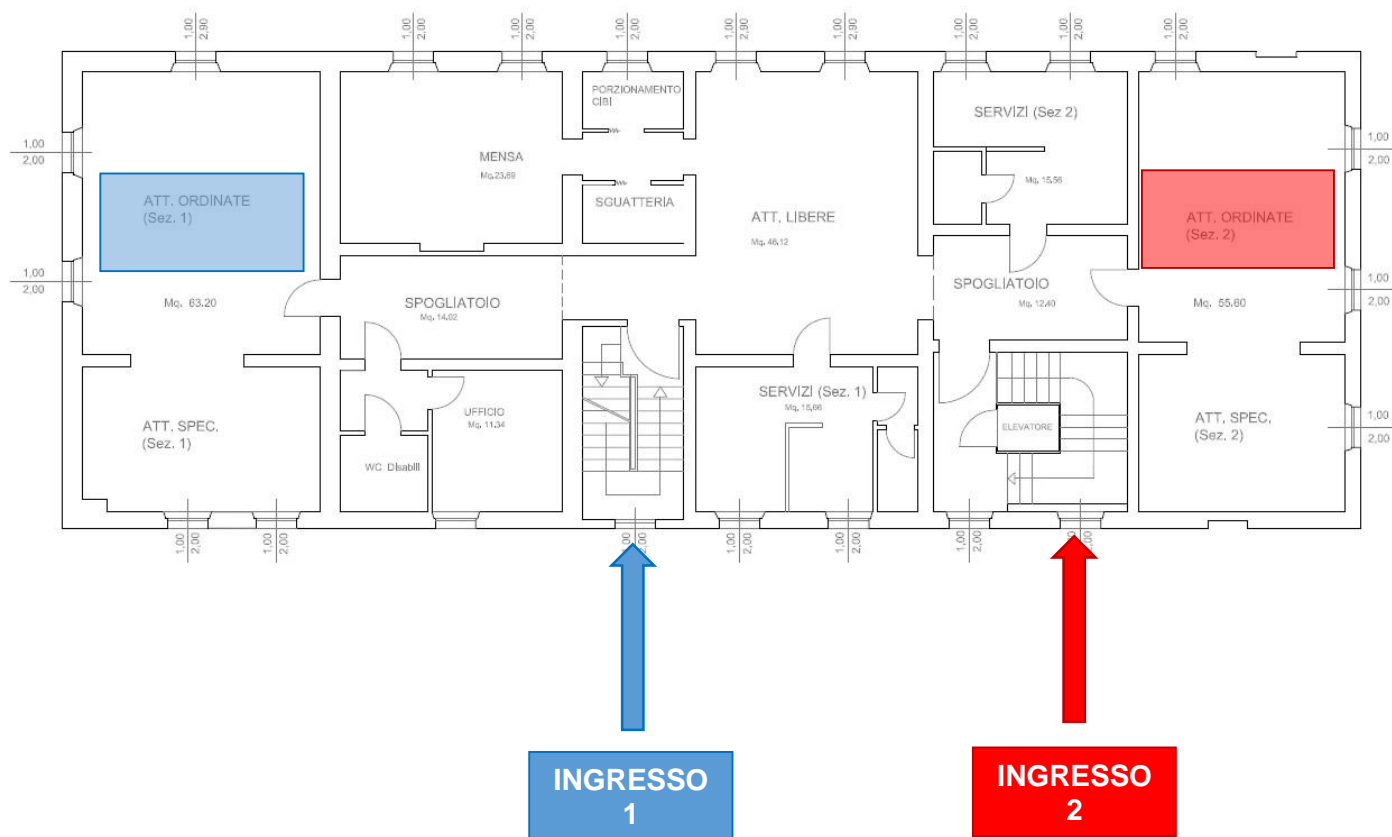 1,00 2,90
1,00 2,00
1,00 2,00
1,00 2,00
1,00 2,90
1,00 2,90
1,00 2,00
1,00 2,00
1,00 2,00
PORZIONAMENTO
CIBI
SERVIZI (Sez 2)
1,00
2,00
1,00
2,00
MENSA
Mq.23.69
Mq. 15,56
ATT. ORDINATE
(Sez. 1)
SGUATTERIA
ATT. LIBERE
Mq. 46.12
ATT. ORDINATE
(Sez. 2)
1,00
2,00
1,00
2,00
Mq. 63.20
SPOGLIATOIO
Mq. 14.02
SPOGLIATOIO
Mq. 12.40
Mq. 55.60
SERVIZI (Sez. 1)
Mq. 16,66
UFFICIO
Mq. 11.34
ATT. SPEC.
(Sez. 1)
ELEVATORE
ATT. SPEC.
(Sez. 2)
1,00
2,00
WC Disabili
1,00 2,00
1,00 2,00
1,00 2,00
1,00 2,00
1,00 2,00
1,00 2,00
1,00 2,00
INGRESSO
1
INGRESSO
2